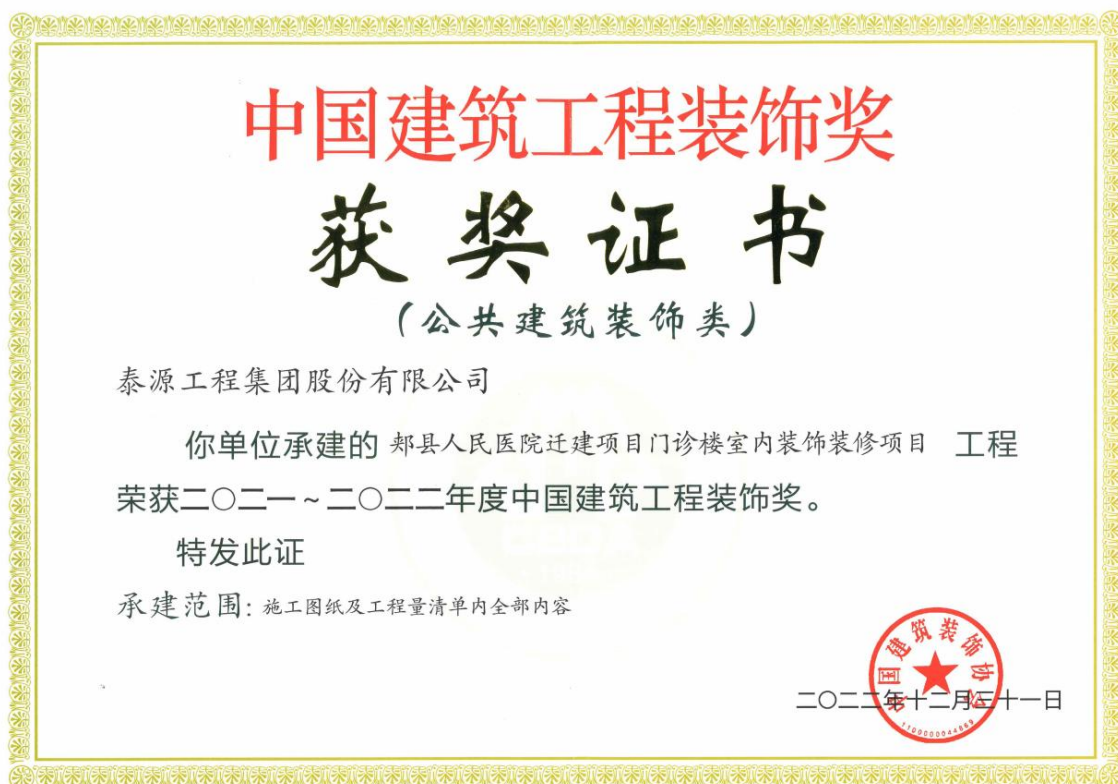 中国建筑工程装饰奖
获奖证书
(公共建筑装饰类)
泰源工程集团股份有限公司
你单位承建的 郏县人民医院迁建项目门诊楼室内装饰装修项目 工程
荣获二〇二一~二〇二二年度中国建筑工程装饰奖。
特发此证
承建范围: 施工图纸及工程量清单内全部内容
中国建筑装饰协会
二〇二二年十二月三十一日